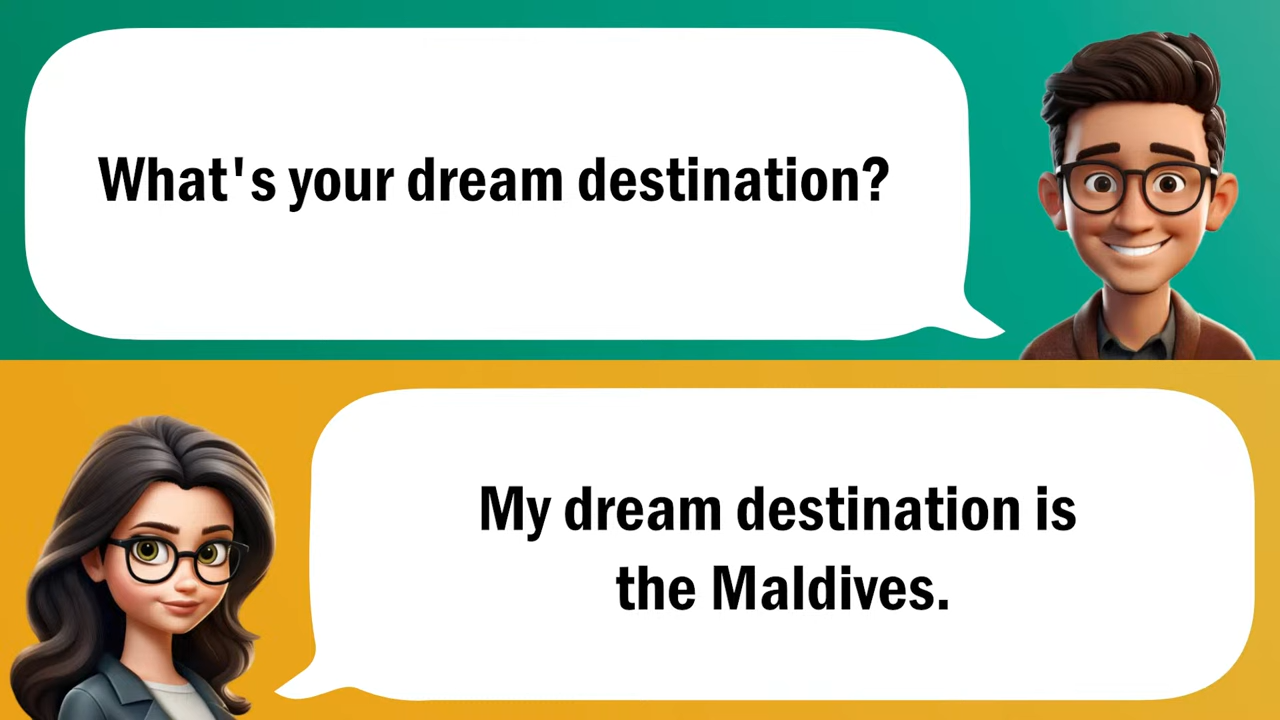 What's your dream destination?
My dream destination is
the Maldives.